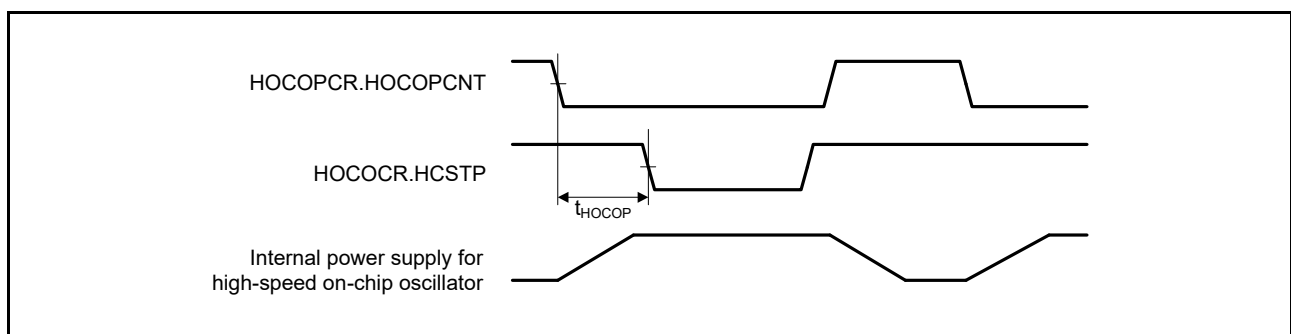 HOCOPCR.HOCOPCNT
HOCOCR.HCSTP
tHOCOP
Internal power supply for
high-speed on-chip oscillator